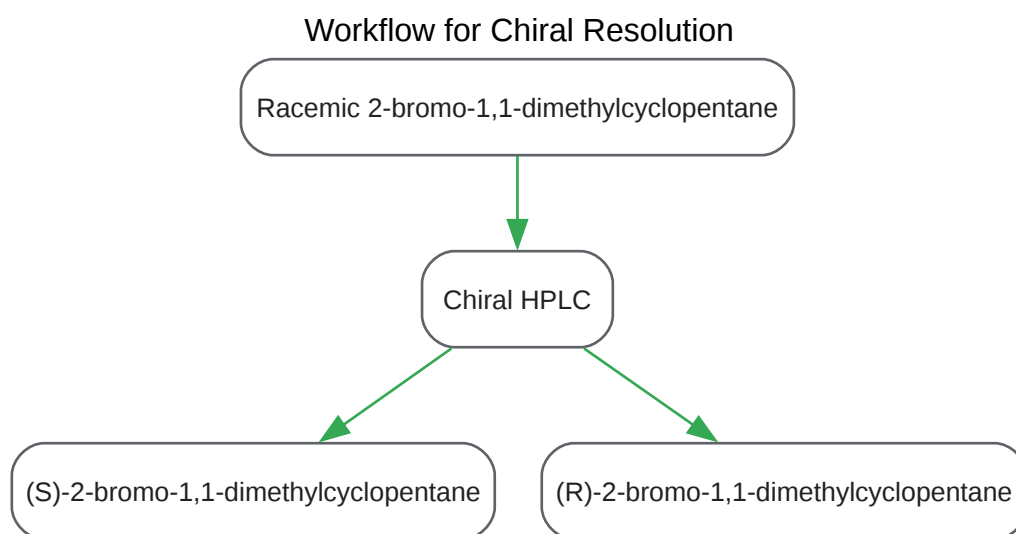 Workflow for Chiral Resolution
Racemic 2-bromo-1,1-dimethylcyclopentane
Chiral HPLC
(S)-2-bromo-1,1-dimethylcyclopentane
(R)-2-bromo-1,1-dimethylcyclopentane